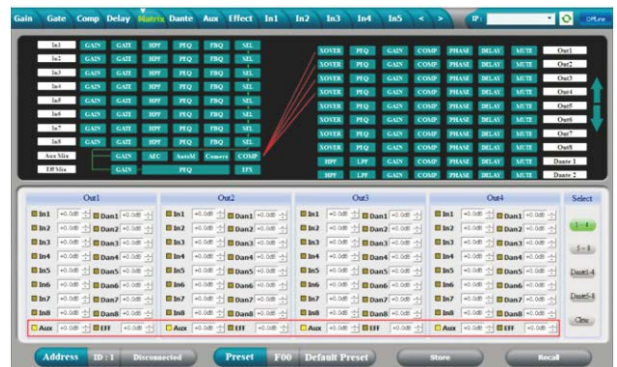 Gain Gate Comp Delay Matrix Dante Aux Effect In1 In2 In3 In4 In5 < > IP: OffLine
In1 GAIN GATE HPF PEQ FBQ SEL
In2 GAIN GATE HPF PEQ FBQ SEL XOVER PEQ GAIN COMP PHASE DELAY MUTE Out1
In3 GAIN GATE HPF PEQ FBQ SEL XOVER PEQ GAIN COMP PHASE DELAY MUTE Out2
In4 GAIN GATE HPF PEQ FBQ SEL XOVER PEQ GAIN COMP PHASE DELAY MUTE Out3
In5 GAIN GATE HPF PEQ FBQ SEL XOVER PEQ GAIN COMP PHASE DELAY MUTE Out4
In6 GAIN GATE HPF PEQ FBQ SEL XOVER PEQ GAIN COMP PHASE DELAY MUTE Out5
In7 GAIN GATE HPF PEQ FBQ SEL XOVER PEQ GAIN COMP PHASE DELAY MUTE Out6
In8 GAIN GATE HPF PEQ FBQ SEL XOVER PEQ GAIN COMP PHASE DELAY MUTE Out7
XOVER PEQ GAIN COMP PHASE DELAY MUTE Out8
Aux Mix GAIN AEC AutoM Camera COMP HPF LPF GAIN COMP PHASE DELAY MUTE Dante 1
Eff Mix GAIN PEQ EFX HPF LPF GAIN COMP PHASE DELAY MUTE Dante 2
Out1 Out2 Out3 Out4 Select
In1 +0.0dB Dan1 +0.0dB In1 +0.0dB Dan1 +0.0dB In1 +0.0dB Dan1 +0.0dB In1 +0.0dB Dan1 +0.0dB
In2 +0.0dB Dan2 +0.0dB In2 +0.0dB Dan2 +0.0dB In2 +0.0dB Dan2 +0.0dB In2 +0.0dB Dan2 +0.0dB 1-4
In3 +0.0dB Dan3 +0.0dB In3 +0.0dB Dan3 +0.0dB In3 +0.0dB Dan3 +0.0dB In3 +0.0dB Dan3 +0.0dB 5-8
In4 +0.0dB Dan4 +0.0dB In4 +0.0dB Dan4 +0.0dB In4 +0.0dB Dan4 +0.0dB In4 +0.0dB Dan4 +0.0dB
In5 +0.0dB Dan5 +0.0dB In5 +0.0dB Dan5 +0.0dB In5 +0.0dB Dan5 +0.0dB In5 +0.0dB Dan5 +0.0dB Dante1-4
In6 +0.0dB Dan6 +0.0dB In6 +0.0dB Dan6 +0.0dB In6 +0.0dB Dan6 +0.0dB In6 +0.0dB Dan6 +0.0dB
In7 +0.0dB Dan7 +0.0dB In7 +0.0dB Dan7 +0.0dB In7 +0.0dB Dan7 +0.0dB In7 +0.0dB Dan7 +0.0dB Dante5-8
In8 +0.0dB Dan8 +0.0dB In8 +0.0dB Dan8 +0.0dB In8 +0.0dB Dan8 +0.0dB In8 +0.0dB Dan8 +0.0dB Clear
Aux +0.0dB Eff +0.0dB Aux +0.0dB Eff +0.0dB Aux +0.0dB Eff +0.0dB Aux +0.0dB Eff +0.0dB
Address ID : 1 Disconnected Preset F00 Default Preset Store Recall